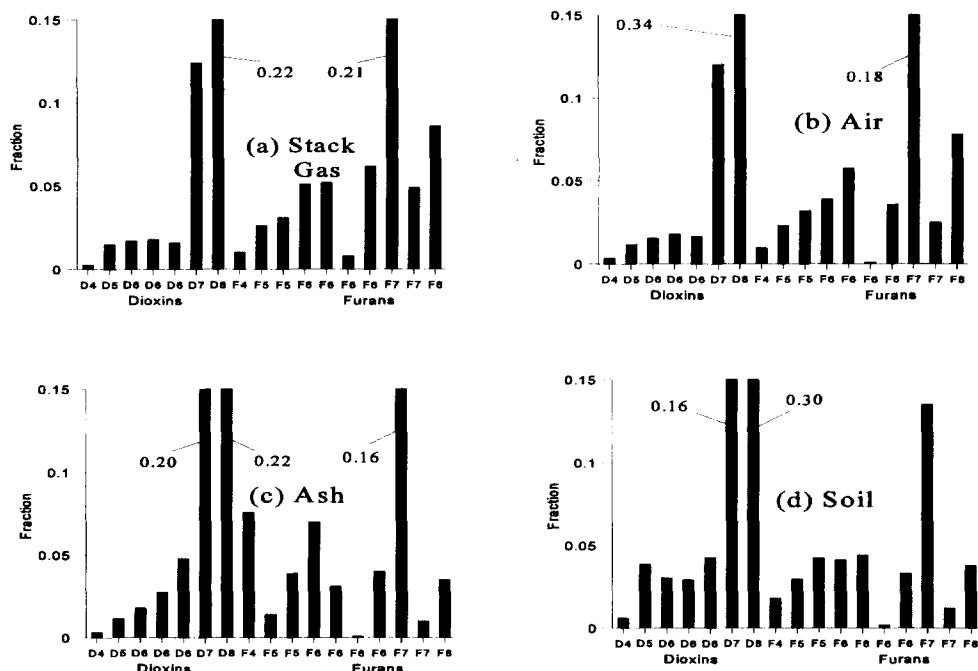 0.15
0.1
0.05
0
Fraction
0.22
0.21
(a) Stack
Gas
D4 D5 D6 D6 D6 D7 D8 F4 F5 F5 F6 F6 F6 F6 F7 F7 F8
Dioxins Furans
0.15
0.1
0.05
0
Fraction
0.34
0.18
(b) Air
D4 D5 D6 D6 D6 D7 D8 F4 F5 F5 F6 F6 F6 F6 F7 F7 F8
Dioxins Furans
0.15
0.1
0.05
0
Fraction
0.20
0.22
0.16
(c) Ash
D4 D5 D6 D6 D6 D7 D8 F4 F5 F5 F6 F6 F6 F6 F7 F7 F8
Dioxins Furans
0.15
0.1
0.05
0
Fraction
0.16
0.30
(d) Soil
D4 D5 D6 D6 D6 D7 D8 F4 F5 F5 F6 F6 F6 F6 F7 F7 F8
Dioxins Furans